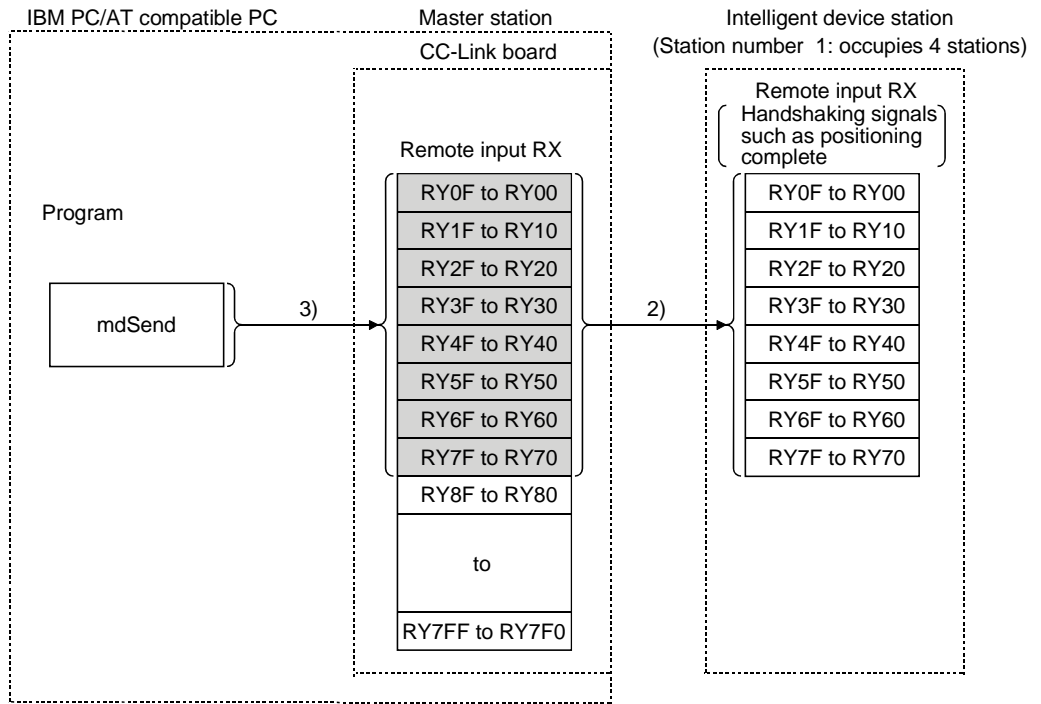 IBM PC/AT compatible PC
Master station
CC-Link board
Intelligent device station
(Station number 1: occupies 4 stations)
Remote input RX
Handshaking signals
such as positioning
complete
Remote input RX
Program
mdSend
3)
RY0F to RY00
RY1F to RY10
RY2F to RY20
RY3F to RY30
RY4F to RY40
RY5F to RY50
RY6F to RY60
RY7F to RY70
RY8F to RY80
to
RY7FF to RY7F0
2)
RY0F to RY00
RY1F to RY10
RY2F to RY20
RY3F to RY30
RY4F to RY40
RY5F to RY50
RY6F to RY60
RY7F to RY70